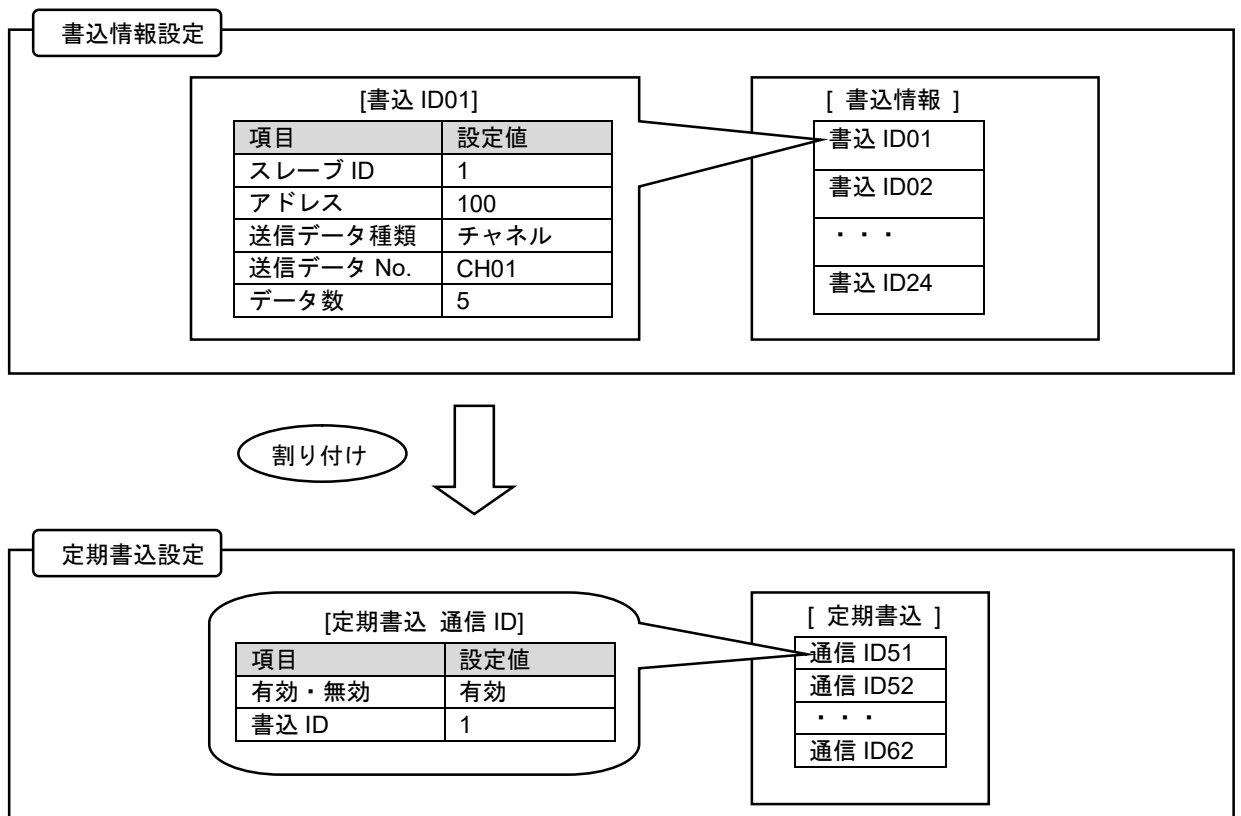 書込情報設定
[書込 ID01]
項目 設定値
スレーブ ID 1
アドレス 100
送信データ種類 チャネル
送信データ No. CH01
データ数 5
[ 書込情報 ]
書込 ID01
書込 ID02
・・・
書込 ID24
割り付け
定期書込設定
[定期書込 通信 ID]
項目 設定値
有効・無効 有効
書込 ID 1
[ 定期書込 ]
通信 ID51
通信 ID52
・・・
通信 ID62